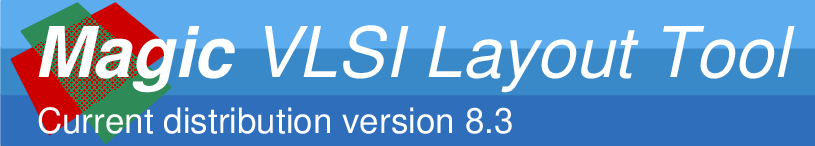 Magic VLSI Layout Tool
Current distribution version 8.3